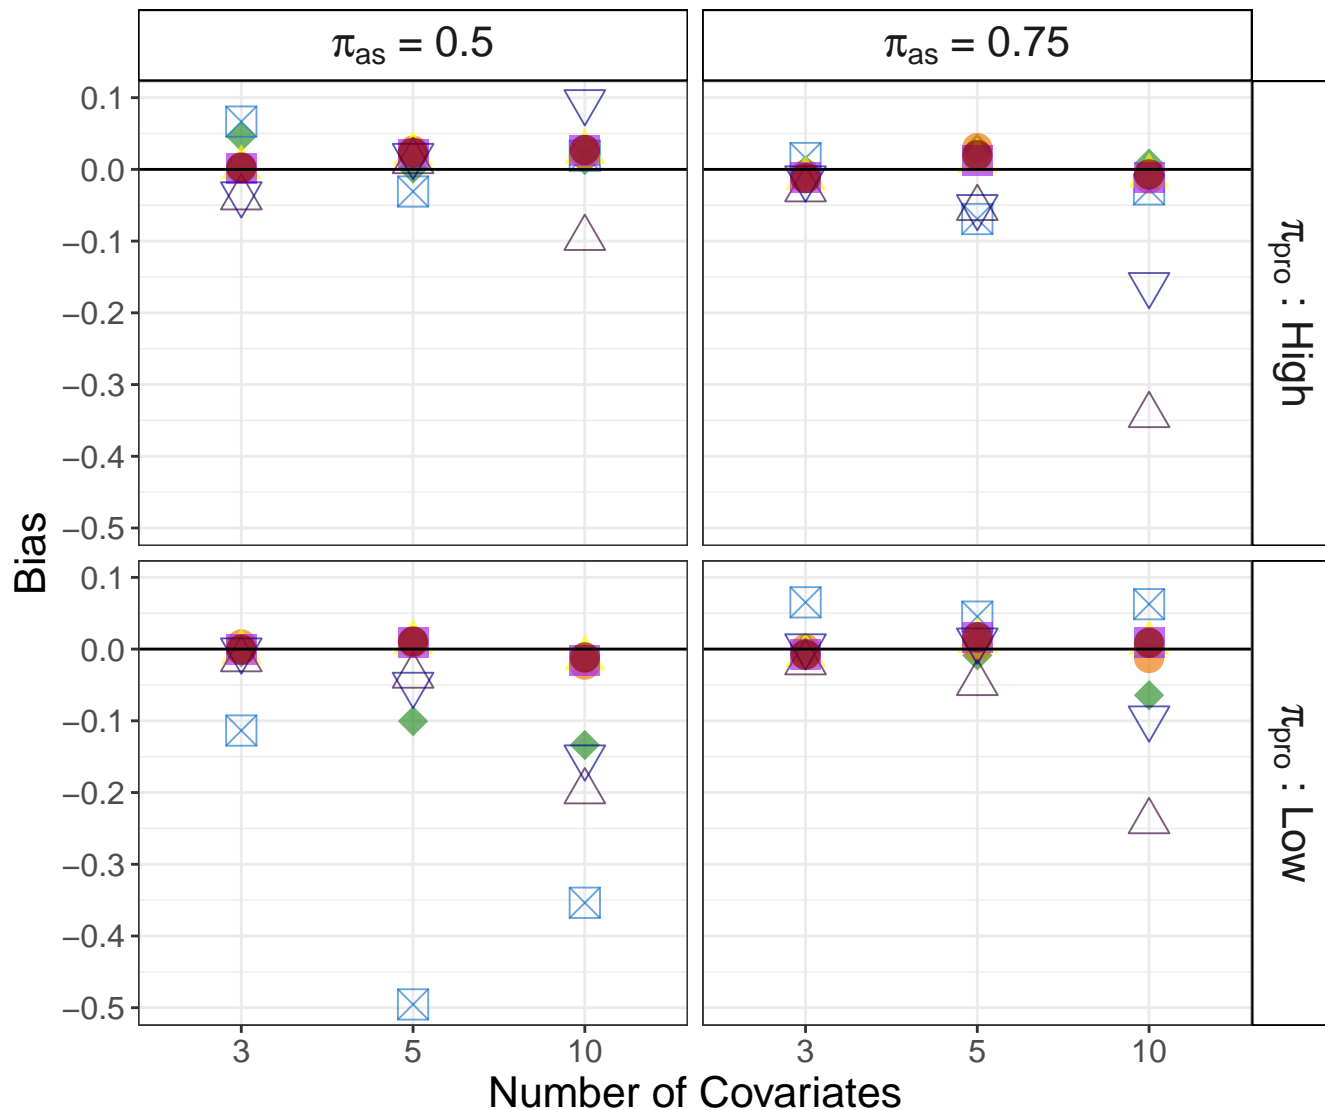 π_as = 0.5
π_as = 0.75
0.1
0.0
−0.1
−0.2
−0.3
−0.4
−0.5
π_pro : High
Bias
0.1
0.0
−0.1
−0.2
−0.3
−0.4
−0.5
π_pro : Low
3 5 10
3 5 10
Number of Covariates